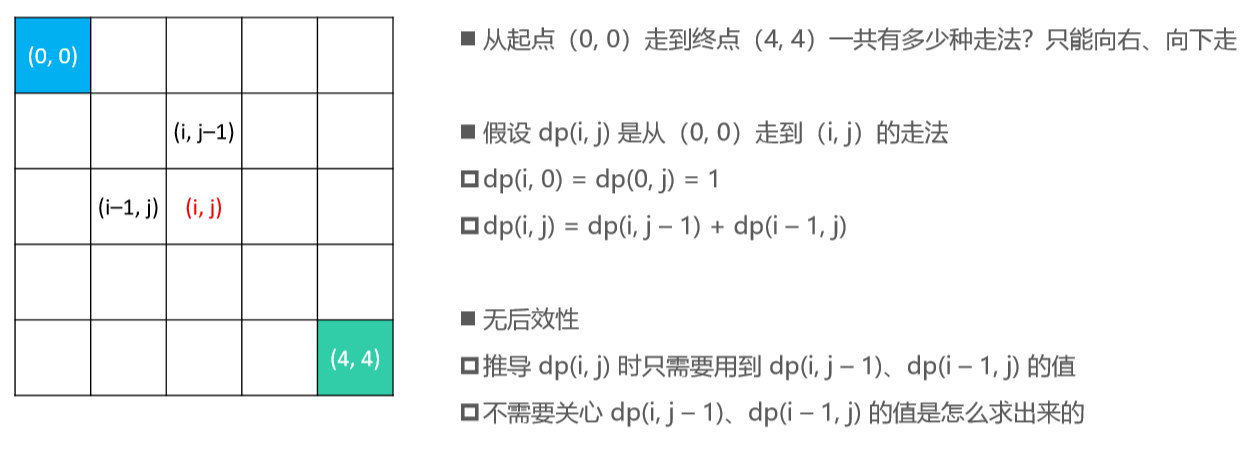 (0, 0)
(i, j–1)
(i–1, j) (i, j)
(4, 4)
■ 从起点（0, 0）走到终点（4, 4）一共有多少种走法？只能向右、向下走
■ 假设 dp(i, j) 是从（0, 0）走到（i, j）的走法
dp(i, 0) = dp(0, j) = 1
dp(i, j) = dp(i, j – 1) + dp(i – 1, j)
■ 无后效性
推导 dp(i, j) 时只需要用到 dp(i, j – 1)、dp(i – 1, j) 的值
不需要关心 dp(i, j – 1)、dp(i – 1, j) 的值是怎么求出来的